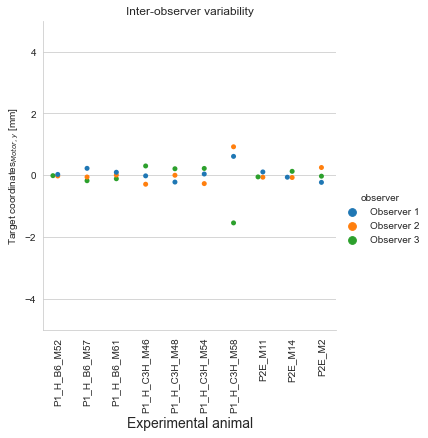 Inter-observer variability
Target coordinates_{Motor, y} [mm]
4
2
0
−2
−4
P1_H_B6_M52
P1_H_B6_M57
P1_H_B6_M61
P1_H_C3H_M46
P1_H_C3H_M48
P1_H_C3H_M54
P1_H_C3H_M58
P2E_M11
P2E_M14
P2E_M2
Experimental animal
observer
Observer 1
Observer 2
Observer 3